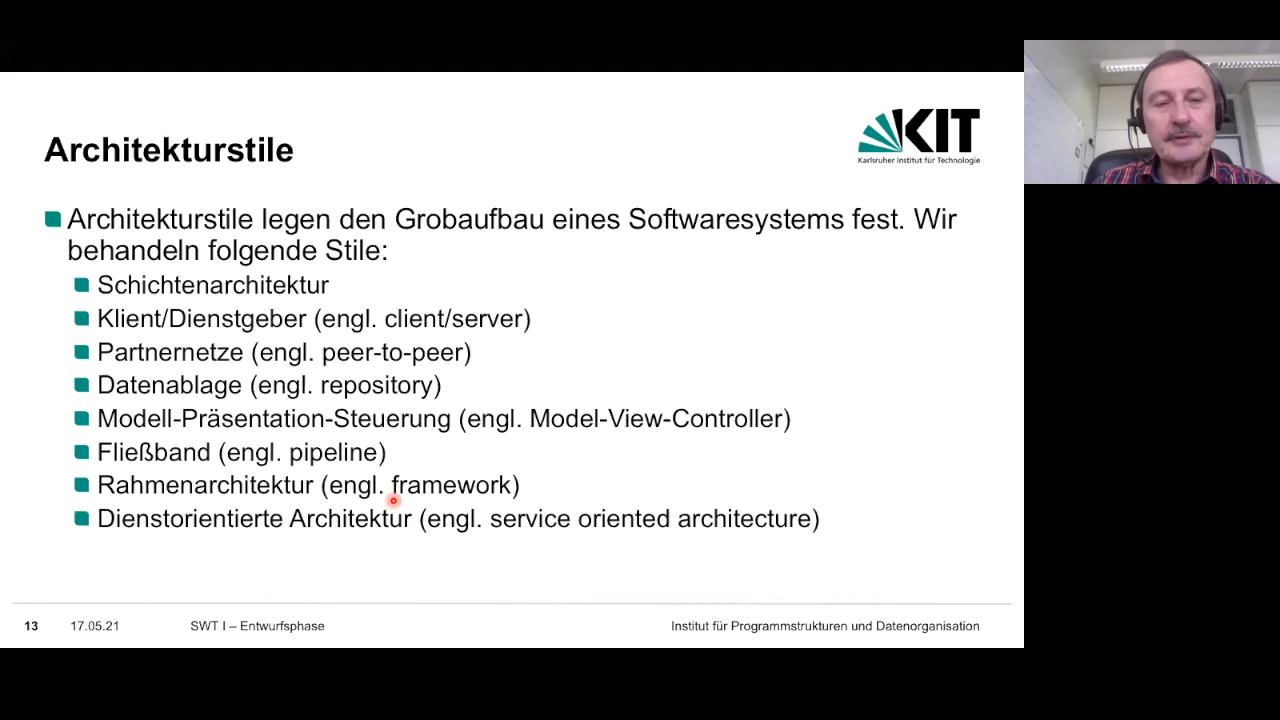 Architekturstile
KIT
Karlsruher Institut für Technologie
Architekturstile legen den Grobaufbau eines Softwaresystems fest. Wir
behandeln folgende Stile:
Schichtenarchitektur
Klient/Dienstgeber (engl. client/server)
Partnernetze (engl. peer-to-peer)
Datenablage (engl. repository)
Modell-Präsentation-Steuerung (engl. Model-View-Controller)
Fließband (engl. pipeline)
Rahmenarchitektur (engl. framework)
Dienstorientierte Architektur (engl. service oriented architecture)
13 17.05.21 SWT I – Entwurfsphase Institut für Programmstrukturen und Datenorganisation